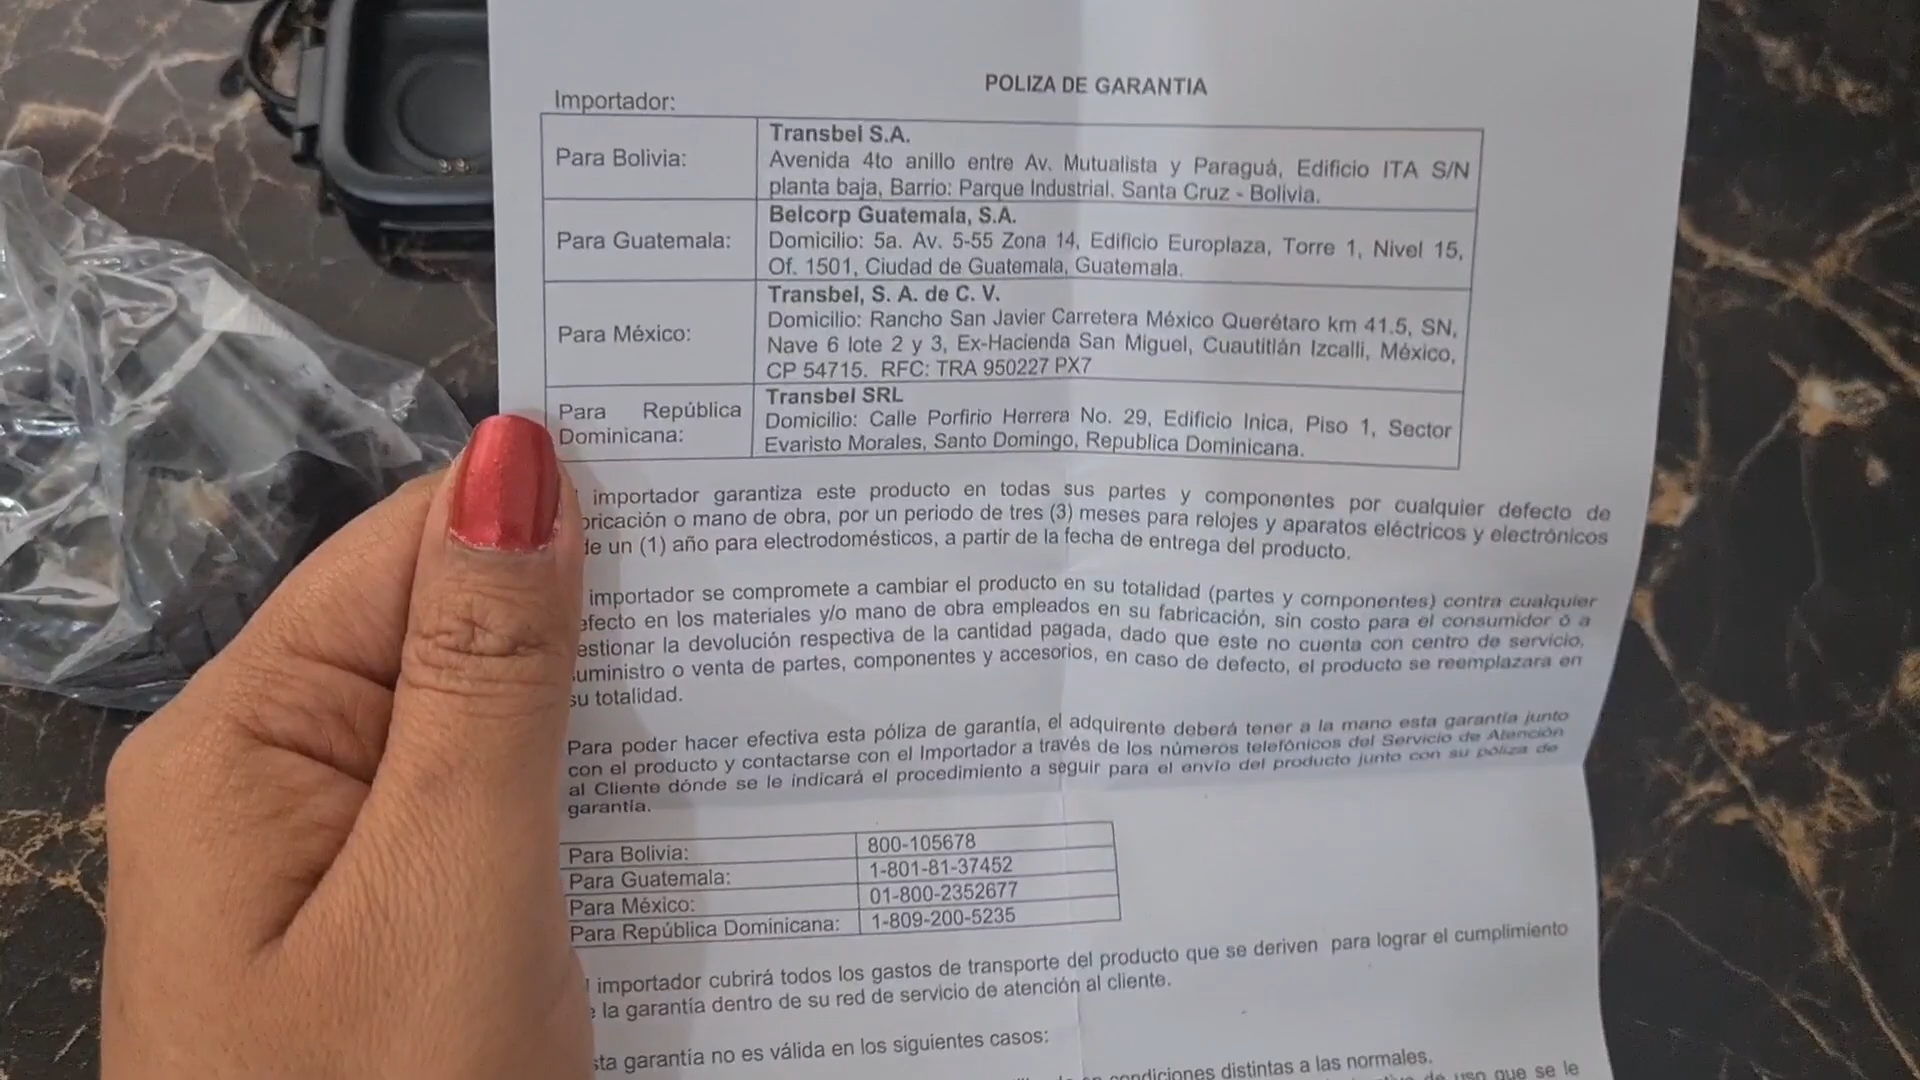 POLIZA DE GARANTIA
Importador:
Para Bolivia:
Transbel S.A.
Avenida 4to anillo entre Av. Mutualista y Paraguá, Edificio ITA S/N
planta baja, Barrio: Parque Industrial. Santa Cruz - Bolivia.
Para Guatemala:
Belcorp Guatemala, S.A.
Domicilio: 5a. Av. 5-55 Zona 14, Edificio Europlaza, Torre 1, Nivel 15,
Of. 1501, Ciudad de Guatemala, Guatemala.
Para México:
Transbel, S. A. de C. V.
Domicilio: Rancho San Javier Carretera México Querétaro km 41.5, SN,
Nave 6 lote 2 y 3, Ex-Hacienda San Miguel, Cuautitlán Izcalli, México,
CP 54715. RFC: TRA 950227 PX7
Para República
Dominicana:
Transbel SRL
Domicilio: Calle Porfirio Herrera No. 29, Edificio Inica, Piso 1, Sector
Evaristo Morales, Santo Domingo, Republica Dominicana.
importador garantiza este producto en todas sus partes y componentes por cualquier defecto de
bricación o mano de obra, por un periodo de tres (3) meses para relojes y aparatos eléctricos y electrónicos
de un (1) año para electrodomésticos, a partir de la fecha de entrega del producto.
importador se compromete a cambiar el producto en su totalidad (partes y componentes) contra cualquier
efecto en los materiales y/o mano de obra empleados en su fabricación, sin costo para el consumidor ó a
estionar la devolución respectiva de la cantidad pagada, dado que este no cuenta con centro de servicio,
uministro o venta de partes, componentes y accesorios, en caso de defecto, el producto se reemplazara en
su totalidad.
Para poder hacer efectiva esta póliza de garantía, el adquirente deberá tener a la mano esta garantía junto
con el producto y contactarse con el Importador a través de los números telefónicos del Servicio de Atención
al Cliente dónde se le indicará el procedimiento a seguir para el envío del producto junto con su póliza de
garantía.
Para Bolivia: 800-105678
Para Guatemala: 1-801-81-37452
Para México: 01-800-2352677
Para República Dominicana: 1-809-200-5235
importador cubrirá todos los gastos de transporte del producto que se deriven para lograr el cumplimiento
e la garantía dentro de su red de servicio de atención al cliente.
sta garantía no es válida en los siguientes casos:
condiciones distintas a las normales.
de uso que se le